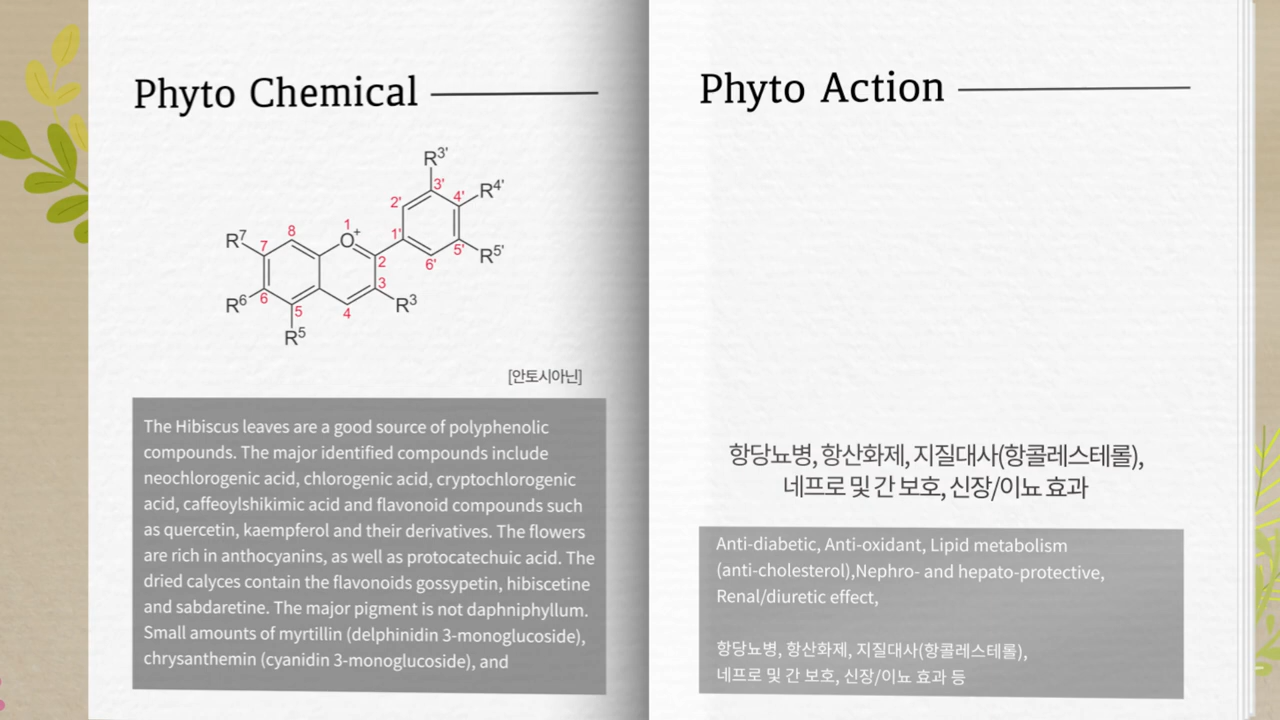 Phyto Chemical
R3'
3'
4'
R4'
2'
1
O+
1'
5'
R5'
6'
R7
7
8
2
3
R3
R6
6
5
4
R5
[안토시아닌]
The Hibiscus leaves are a good source of polyphenolic
compounds. The major identified compounds include
neochlorogenic acid, chlorogenic acid, cryptochlorogenic
acid, caffeoylshikimic acid and flavonoid compounds such
as quercetin, kaempferol and their derivatives. The flowers
are rich in anthocyanins, as well as protocatechuic acid. The
dried calyces contain the flavonoids gossypetin, hibiscetine
and sabdaretine. The major pigment is not daphniphyllum.
Small amounts of myrtillin (delphinidin 3-monoglucoside),
chrysanthemin (cyanidin 3-monoglucoside), and
Phyto Action
항당뇨병, 항산화제, 지질대사(항콜레스테롤),
네프로 및 간 보호, 신장/이뇨 효과
Anti-diabetic, Anti-oxidant, Lipid metabolism
(anti-cholesterol),Nephro- and hepato-protective,
Renal/diuretic effect,
항당뇨병, 항산화제, 지질대사(항콜레스테롤),
네프로 및 간 보호, 신장/이뇨 효과 등